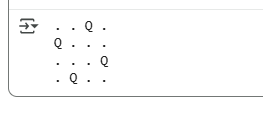 . . Q .
Q . . .
. . . Q
. Q . .